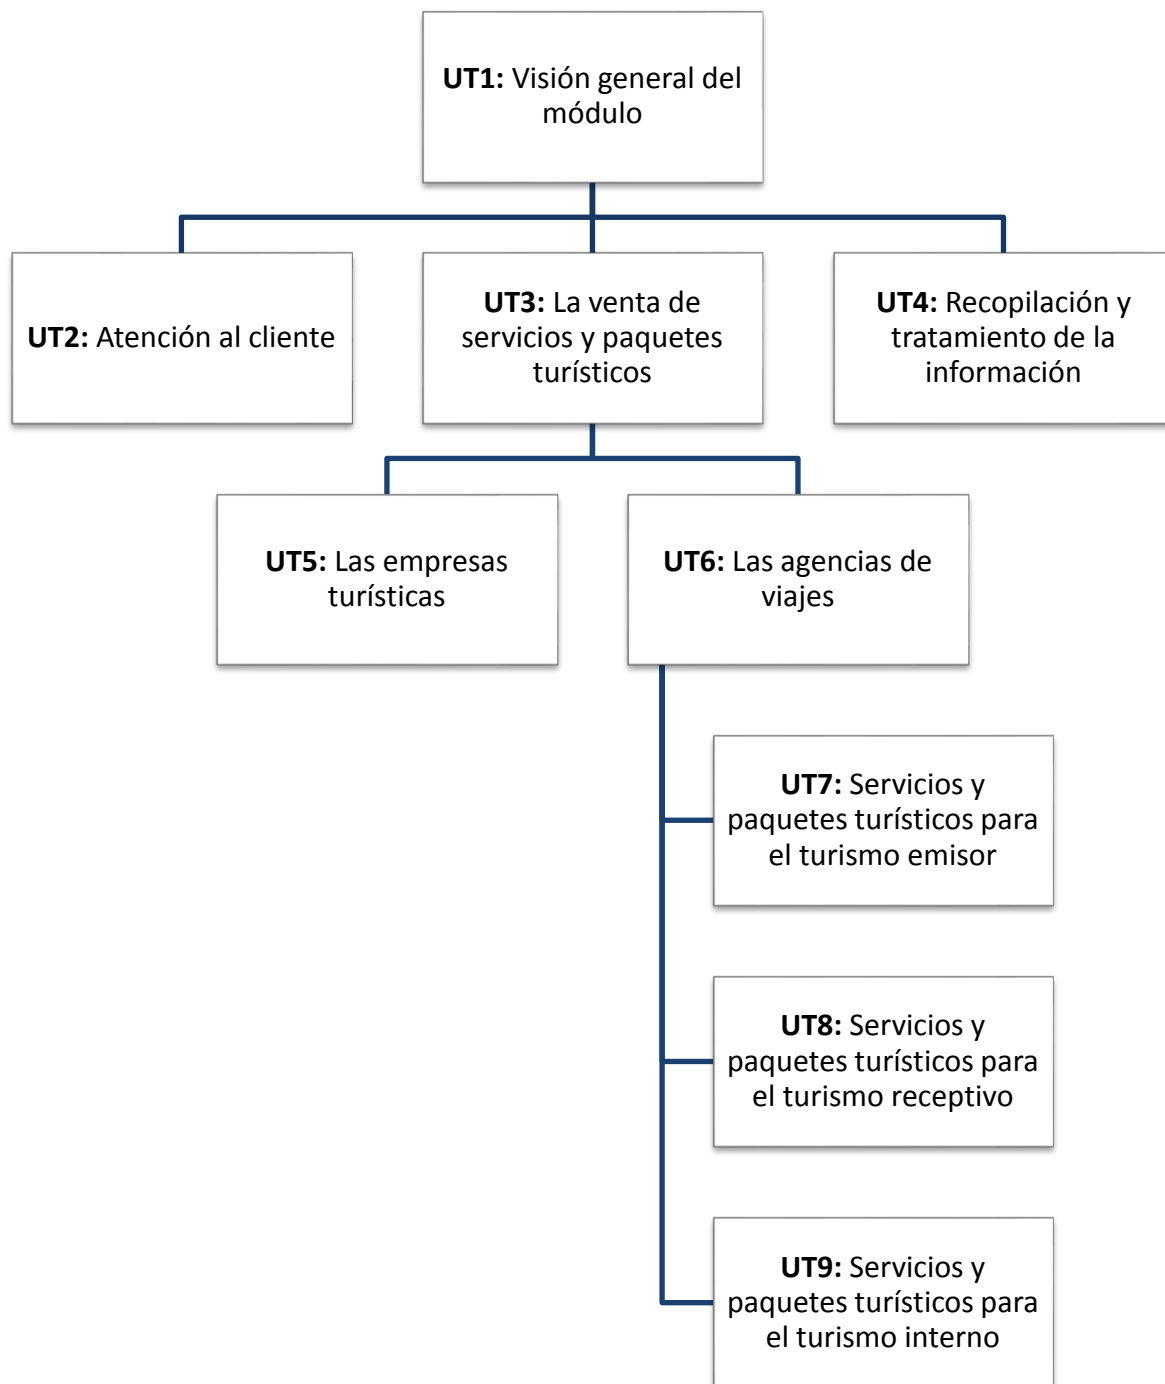 UT1: Visión general del
módulo
UT2: Atención al cliente
UT3: La venta de
servicios y paquetes
turísticos
UT4: Recopilación y
tratamiento de la
información
UT5: Las empresas
turísticas
UT6: Las agencias de
viajes
UT7: Servicios y
paquetes turísticos para
el turismo emisor
UT8: Servicios y
paquetes turísticos para
el turismo receptivo
UT9: Servicios y
paquetes turísticos para
el turismo interno